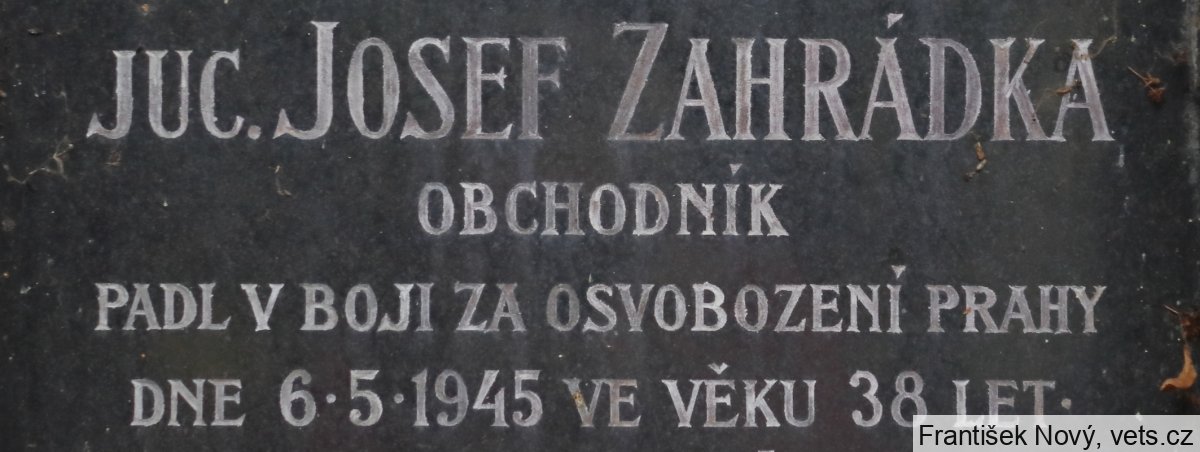 JUC. JOSEF ZAHRÁDKA
OBCHODNÍK
PADL V BOJI ZA OSVOBOZENÍ PRAHY
DNE 6·5·1945 VE VĚKU 38 LET·
František Nový, vets.cz